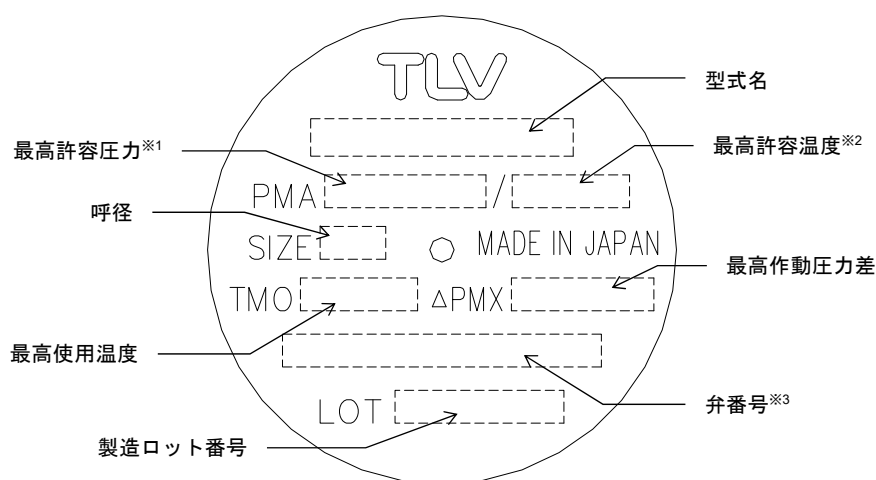 TLV
型式名
最高許容圧力※1
最高許容温度※2
PMA /
呼径
SIZE MADE IN JAPAN
最高作動圧力差
TMO △PMX
最高使用温度
弁番号※3
LOT
製造ロット番号